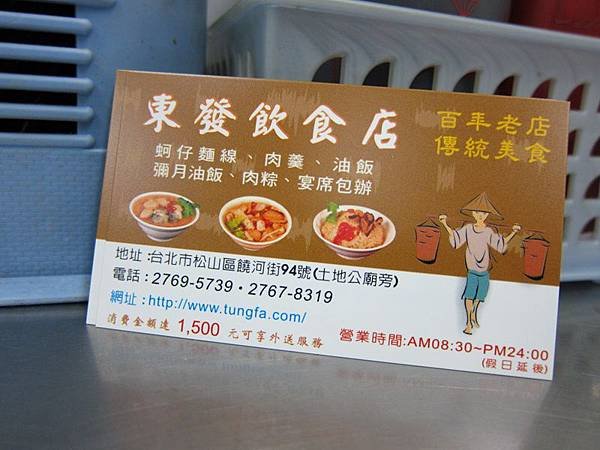 東發飲食店
百年老店
傳統美食
蚵仔麵線、肉羹、油飯
彌月油飯、肉粽、宴席包辦
地址:台北市松山區饒河街94號(土地公廟旁)
電話:2769-5739・2767-8319
網址:http://www.tungfa.com/
消費金額達 1,500 元可享外送服務
營業時間:AM08:30~PM24:00
(假日延後)